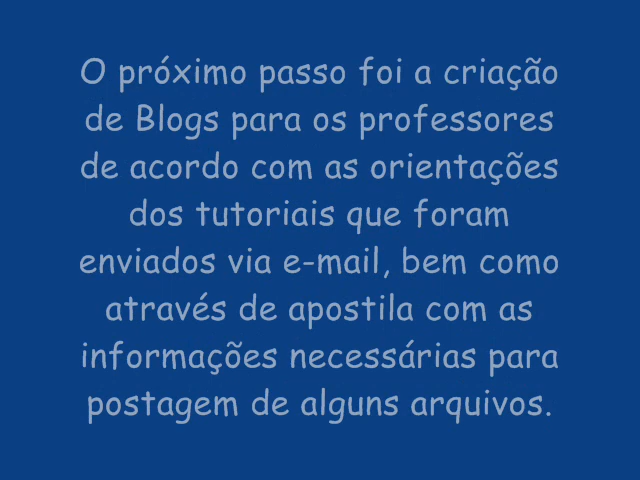 O próximo passo foi a criação
de Blogs para os professores
de acordo com as orientações
dos tutoriais que foram
enviados via e-mail, bem como
através de apostila com as
informações necessárias para
postagem de alguns arquivos.